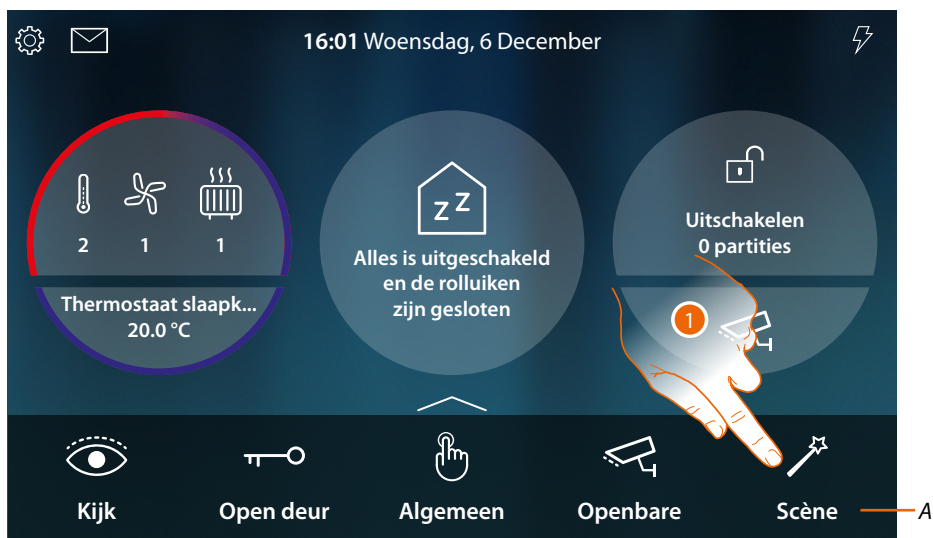 16:01 Woensdag, 6 December
2 1 1
Thermostaat slaapk...
20.0 °C
z Z
Alles is uitgeschakeld
en de rolluiken
zijn gesloten
Uitschakelen
0 partities
1
Kijk
Open deur
Algemeen
Openbare
Scène
A